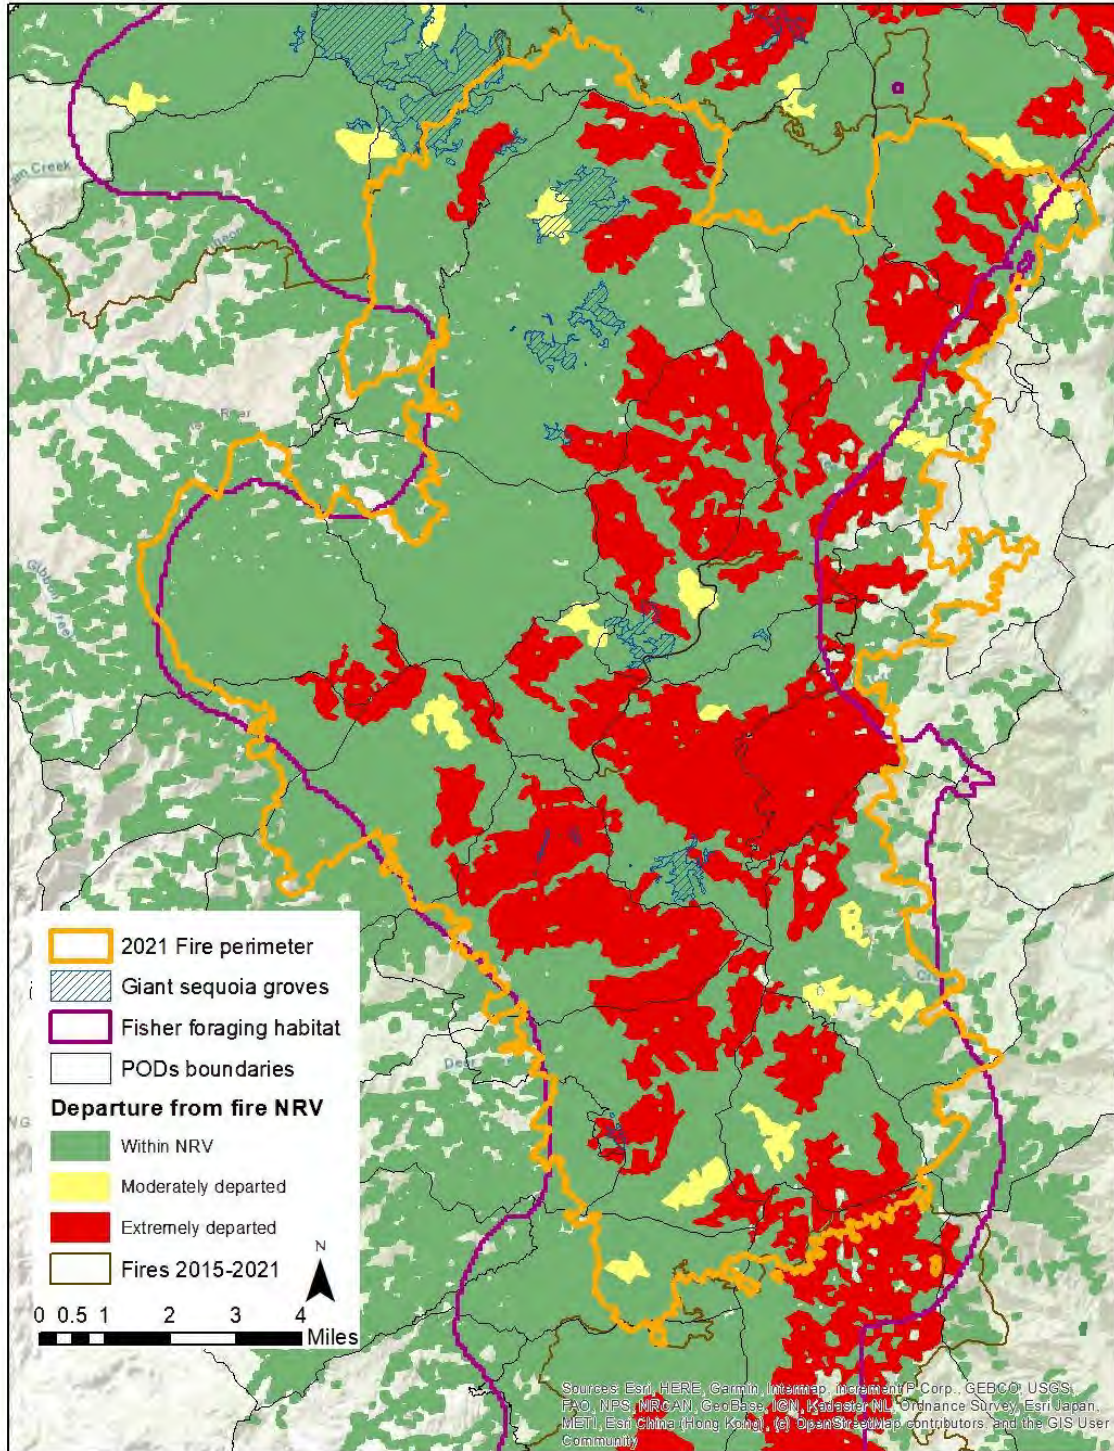 Creek
River
Deer
2021 Fire perimeter
Giant sequoia groves
Fisher foraging habitat
PODs boundaries
Departure from fire NRV
Within NRV
Moderately departed
Extremely departed
Fires 2015-2021
N
0 0.5 1 2 3 4
Miles
Sources: Esri, HERE, Garmin, Intermap, increment P Corp., GEBCO, USGS,
FAO, NPS, NRCAN, GeoBase, IGN, Kadaster NL, Ordnance Survey, Esri Japan,
METI, Esri China (Hong Kong), (c) OpenStreetMap contributors, and the GIS User
Community